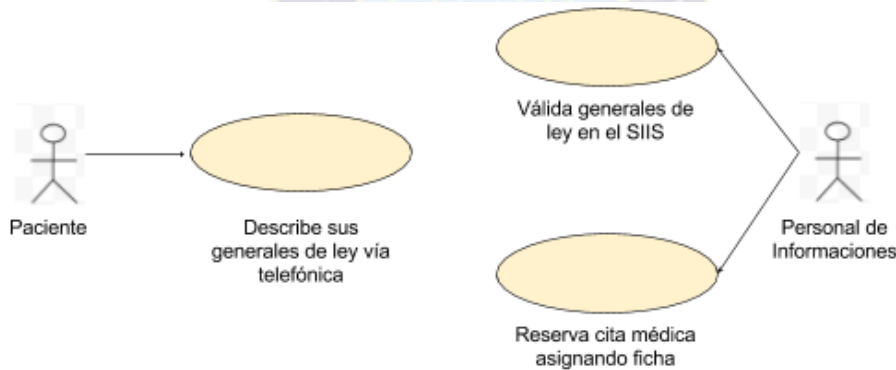 Paciente
Describe sus
generales de ley vía
telefónica
Válida generales de
ley en el SIIS
Reserva cita médica
asignando ficha
Personal de
Informaciones